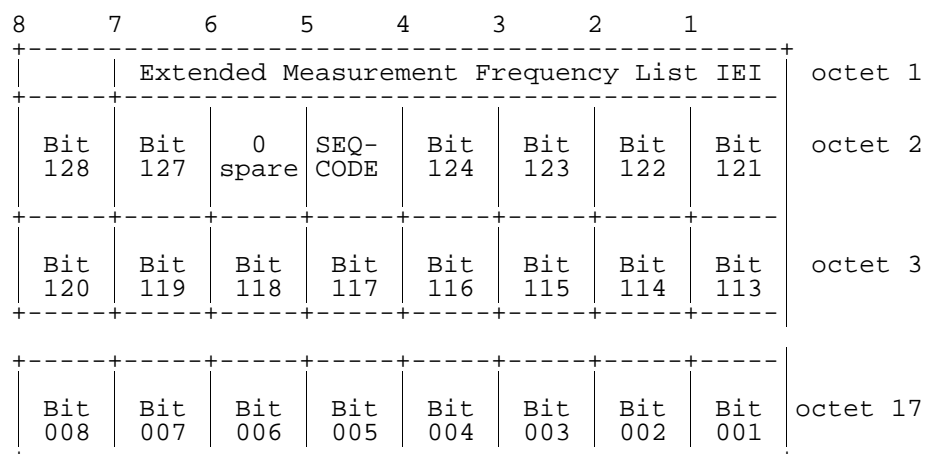 8 7 6 5 4 3 2 1
Extended Measurement Frequency List IEI octet 1
Bit Bit 0 SEQ- Bit Bit Bit Bit octet 2
128 127 spare CODE 124 123 122 121
Bit Bit Bit Bit Bit Bit Bit Bit octet 3
120 119 118 117 116 115 114 113
Bit Bit Bit Bit Bit Bit Bit Bit octet 17
008 007 006 005 004 003 002 001